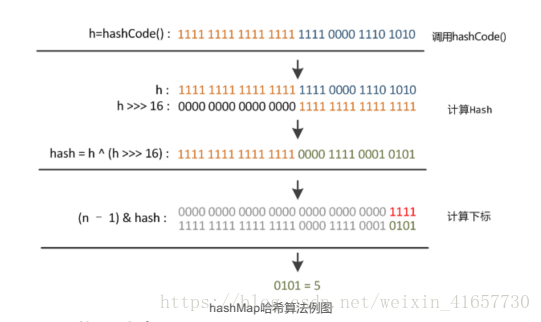 h=hashCode() : 1111 1111 1111 1111 1111 0000 1110 1010 调用hashCode()
h : 1111 1111 1111 1111 1111 0000 1110 1010
h >>> 16 : 0000 0000 0000 0000 1111 1111 1111 1111 计算Hash
hash = h ^ (h >>> 16) : 1111 1111 1111 1111 0000 1111 0001 0101
0000 0000 0000 0000 0000 0000 0000 1111
(n － 1) & hash : 计算下标
1111 1111 1111 1111 0000 1111 0001 0101
0101 = 5
https://blog.csdn.net/weixin_41657730
hashMap哈希算法例图